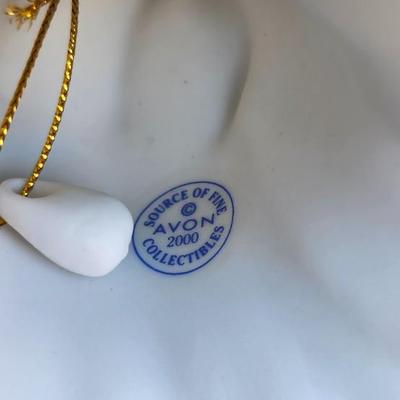 SOURCE OF FINE
©
AVON
2000
COLLECTIBLES